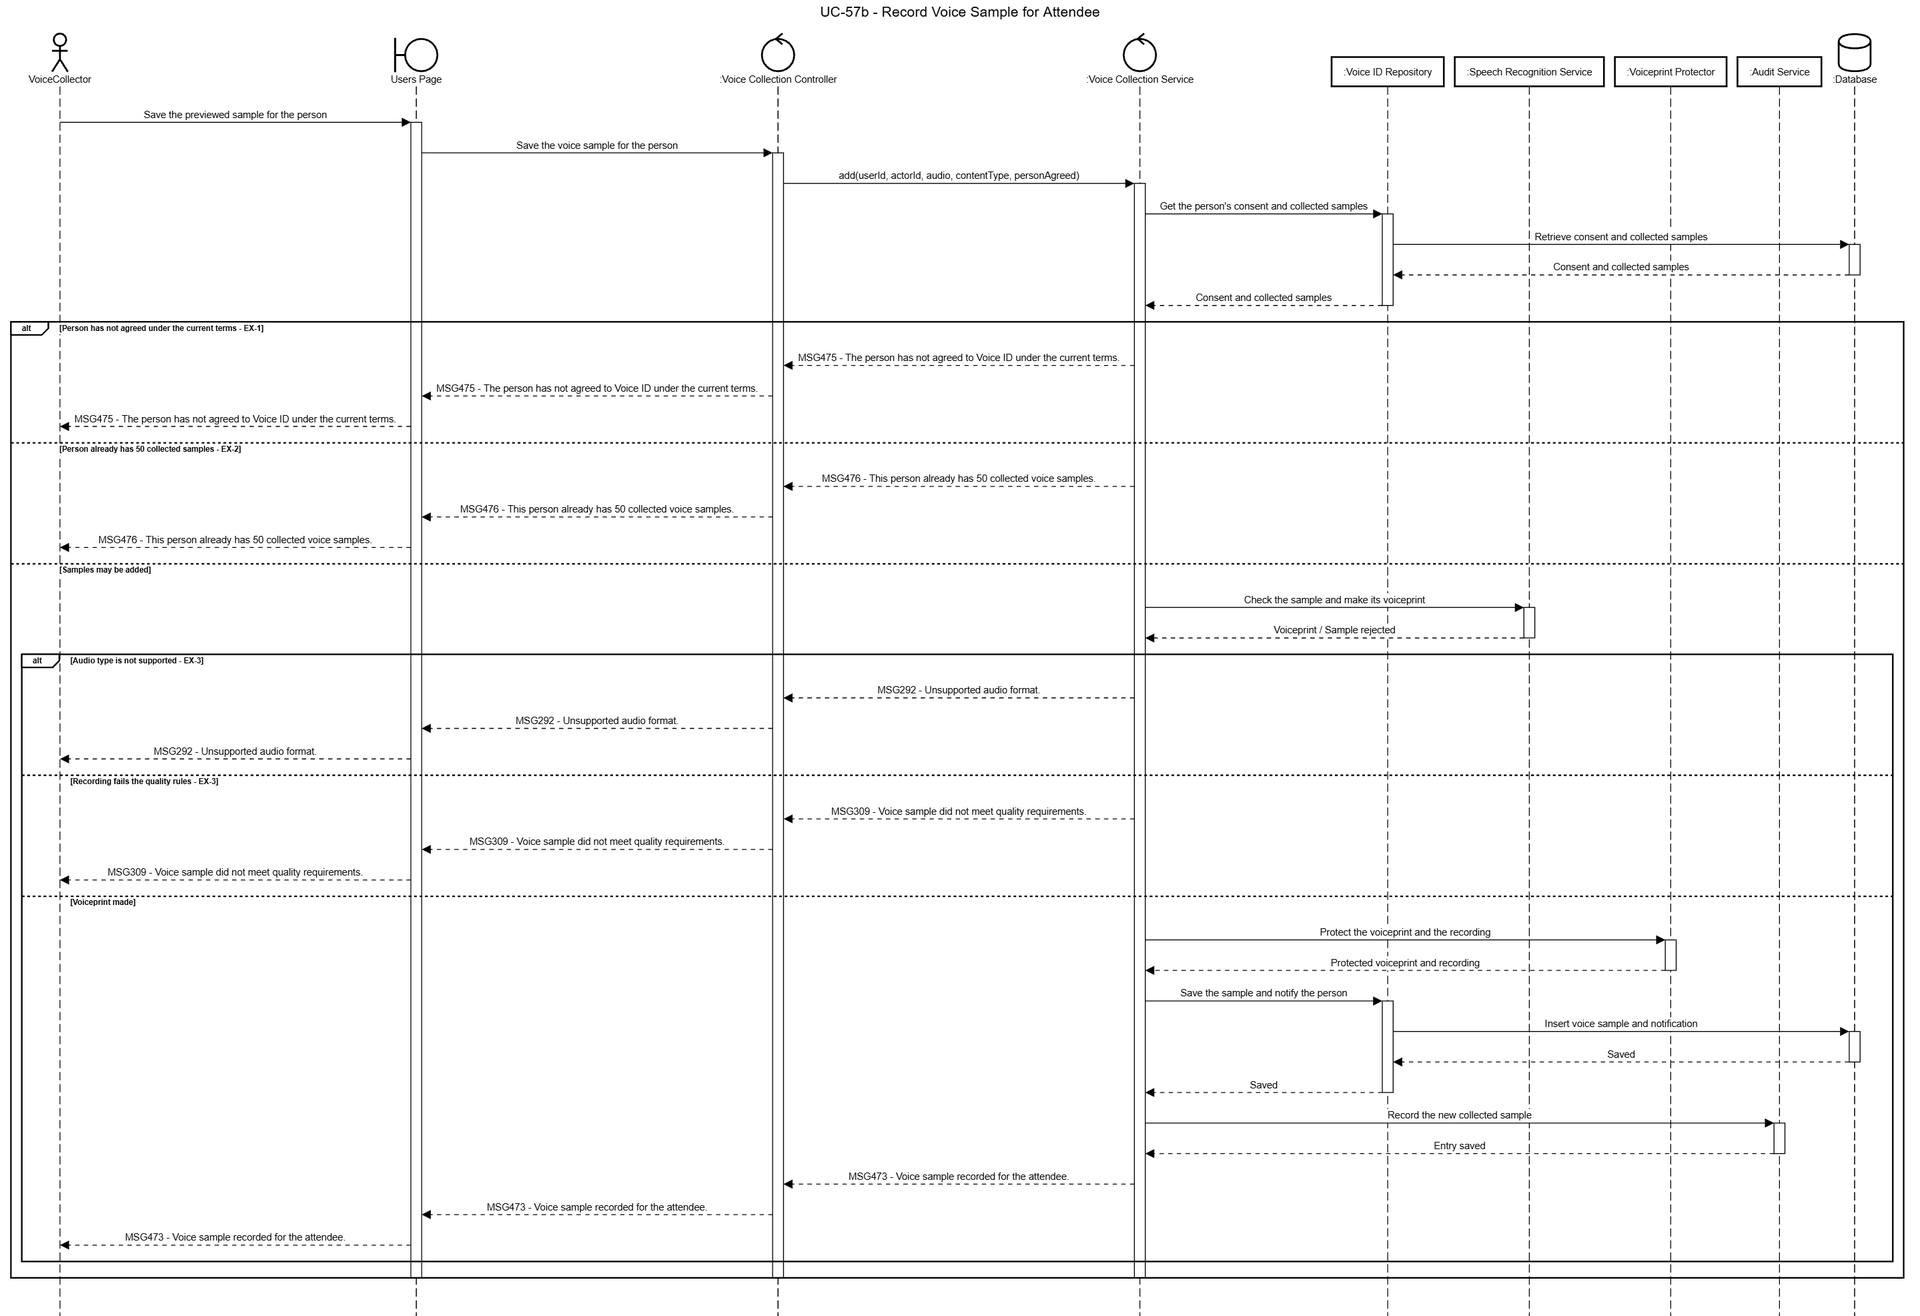 UC-57b - Record Voice Sample for Attendee
VoiceCollector
Users Page
:Voice Collection Controller
:Voice Collection Service
:Voice ID Repository
:Speech Recognition Service
:Voiceprint Protector
:Audit Service
:Database
Save the previewed sample for the person
Save the voice sample for the person
add(userId, actorId, audio, contentType, personAgreed)
Get the person's consent and collected samples
Retrieve consent and collected samples
Consent and collected samples
Consent and collected samples
alt
[Person has not agreed under the current terms - EX-1]
MSG475 - The person has not agreed to Voice ID under the current terms.
MSG475 - The person has not agreed to Voice ID under the current terms.
MSG475 - The person has not agreed to Voice ID under the current terms.
[Person already has 50 collected samples - EX-2]
MSG476 - This person already has 50 collected voice samples.
MSG476 - This person already has 50 collected voice samples.
MSG476 - This person already has 50 collected voice samples.
[Samples may be added]
Check the sample and make its voiceprint
Voiceprint / Sample rejected
alt
[Audio type is not supported - EX-3]
MSG292 - Unsupported audio format.
MSG292 - Unsupported audio format.
MSG292 - Unsupported audio format.
[Recording fails the quality rules - EX-3]
MSG309 - Voice sample did not meet quality requirements.
MSG309 - Voice sample did not meet quality requirements.
MSG309 - Voice sample did not meet quality requirements.
[Voiceprint made]
Protect the voiceprint and the recording
Protected voiceprint and recording
Save the sample and notify the person
Insert voice sample and notification
Saved
Saved
Record the new collected sample
Entry saved
MSG473 - Voice sample recorded for the attendee.
MSG473 - Voice sample recorded for the attendee.
MSG473 - Voice sample recorded for the attendee.